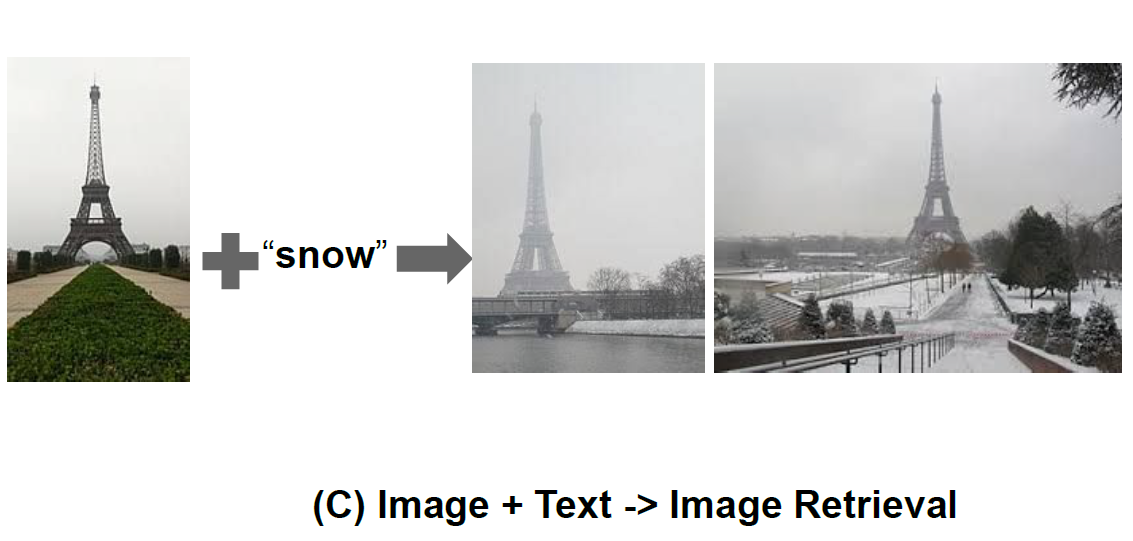 “snow”
(C) Image + Text -> Image Retrieval